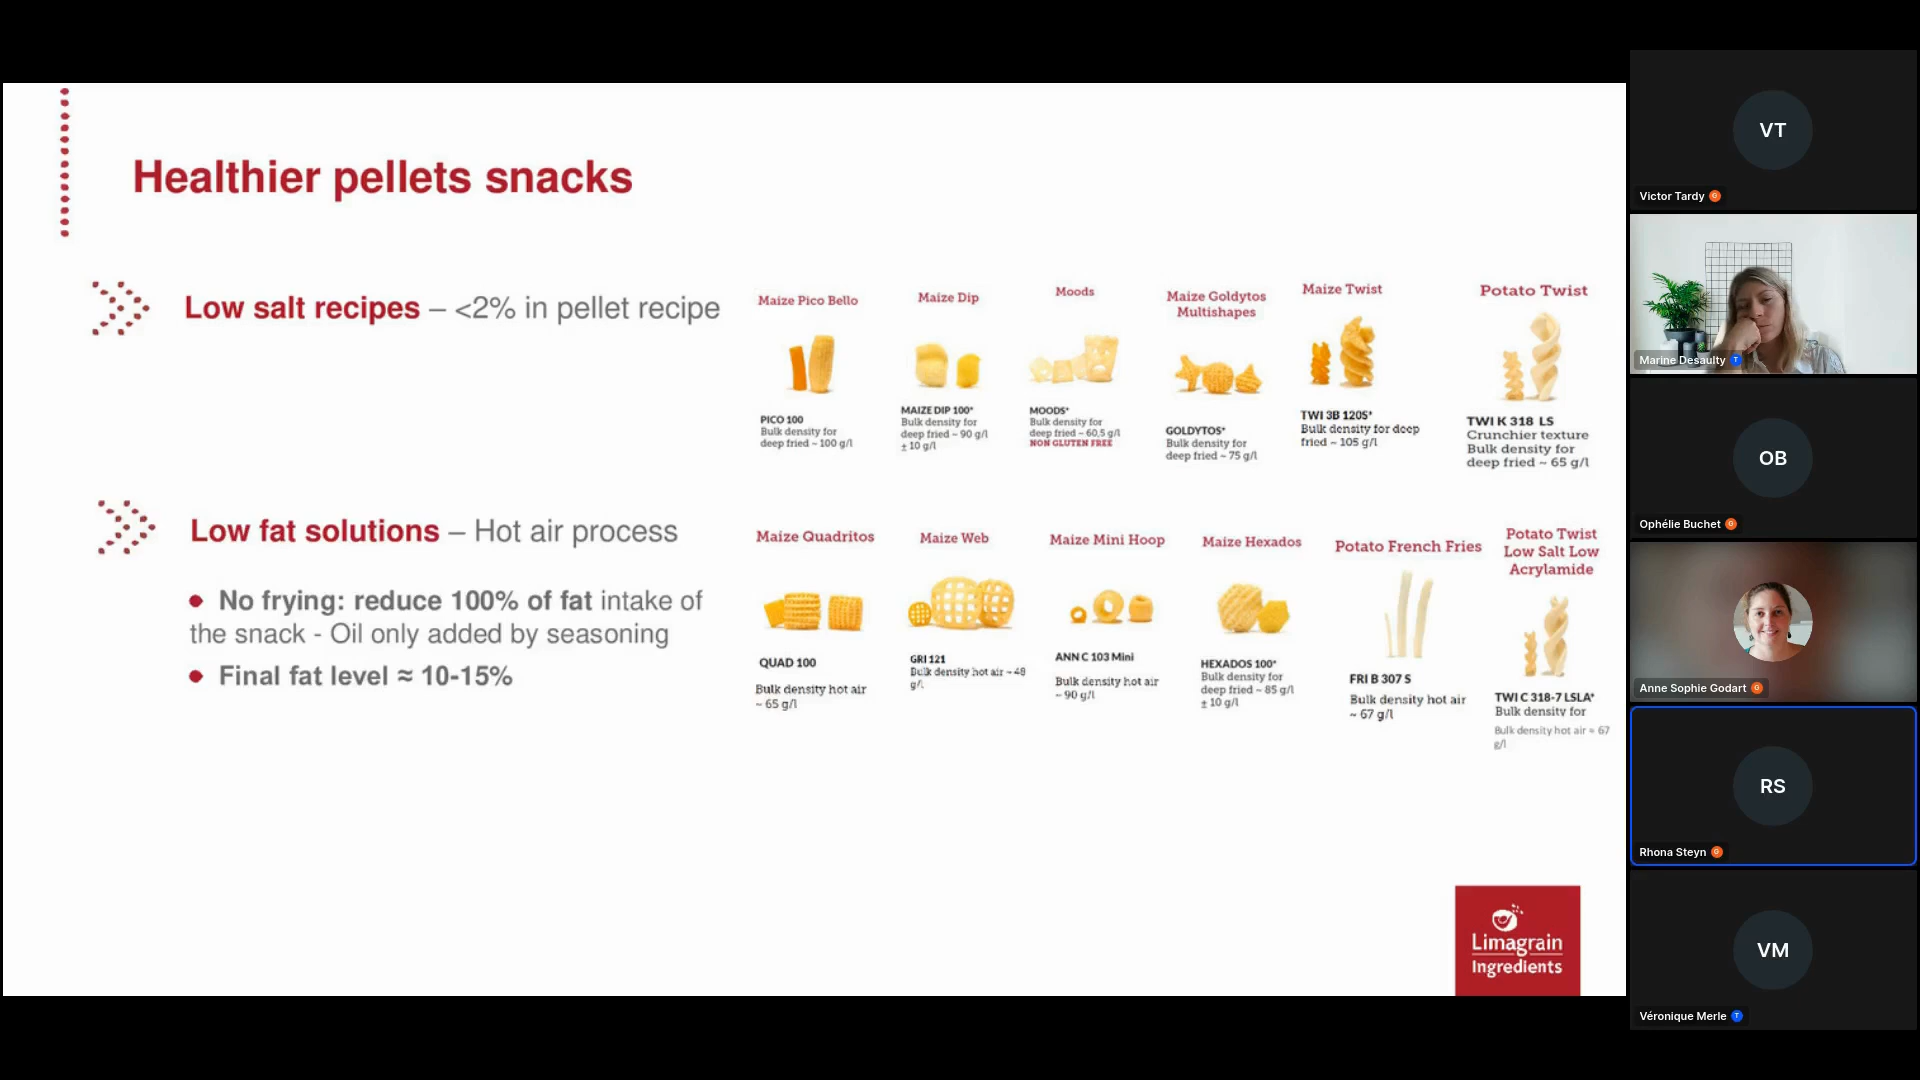 Healthier pellets snacks
Low salt recipes – <2% in pellet recipe
Maize Pico Bello
PICO 100
Bulk density for
deep fried ~ 100 g/l
Maize Dip
MAIZE DIP 100*
Bulk density for
deep fried ~ 90 g/l
± 10 g/l
Moods
MOODS*
Bulk density for
deep fried ~ 60,5 g/l
NON GLUTEN FREE
Maize Goldytos
Multishapes
GOLDYTOS*
Bulk density for
deep fried ~ 75 g/l
Maize Twist
TWI 3B 120S*
Bulk density for deep
fried ~ 105 g/l
Potato Twist
TWI K 318 LS
Crunchier texture
Bulk density for
deep fried ~ 65 g/l
Low fat solutions – Hot air process
No frying: reduce 100% of fat intake of
the snack - Oil only added by seasoning
Final fat level ≈ 10-15%
Maize Quadritos
QUAD 100
Bulk density hot air
~ 65 g/l
Maize Web
GRI 121
Bulk density hot air ~ 48
g/l
Maize Mini Hoop
ANN C 103 Mini
Bulk density hot air
~ 90 g/l
Maize Hexados
HEXADOS 100*
Bulk density for
deep fried ~ 85 g/l
± 10 g/l
Potato French Fries
FRI B 307 S
Bulk density hot air
~ 67 g/l
Potato Twist
Low Salt Low
Acrylamide
TWI C 318-7 LSLA*
Bulk density for
Bulk density hot air ≈ 67
g/l
Limagrain
Ingredients
VT
Victor Tardy
Marine Desaulty
OB
Ophélie Buchet
Anne Sophie Godart
RS
Rhona Steyn
VM
Véronique Merle